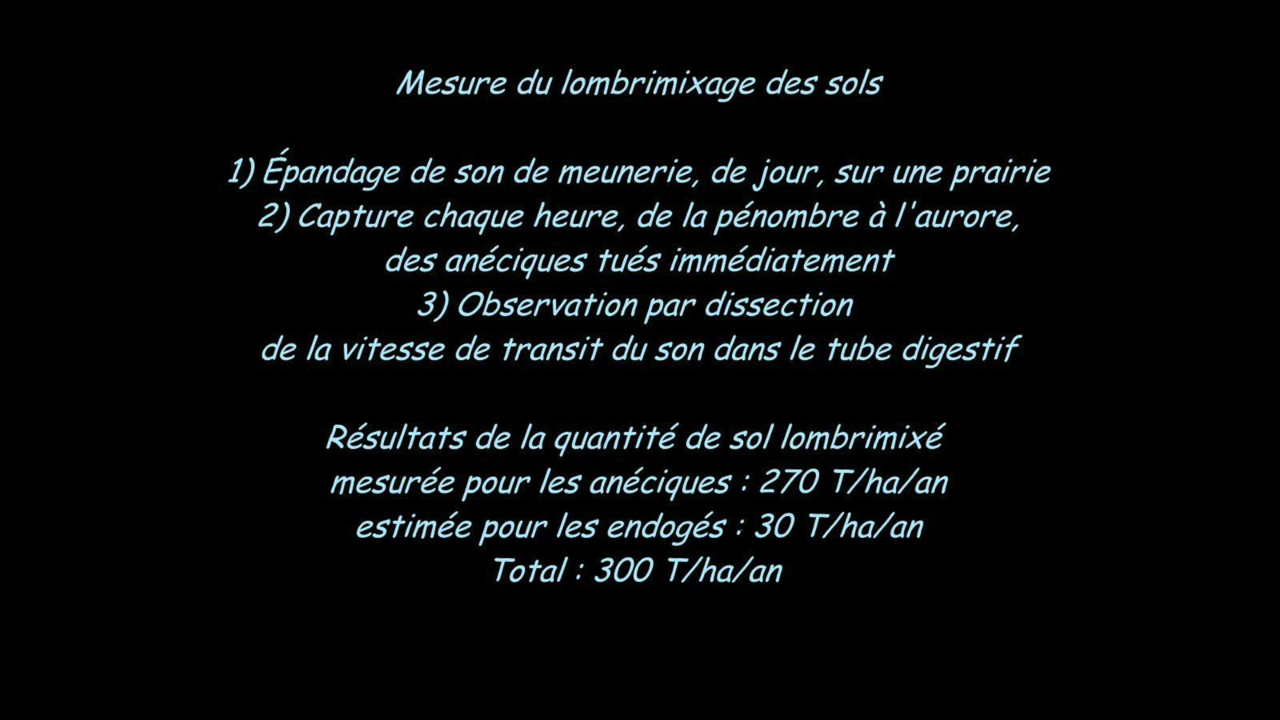 Mesure du lombrimixage des sols
1) Épandage de son de meunerie, de jour, sur une prairie
2) Capture chaque heure, de la pénombre à l'aurore,
des anéciques tués immédiatement
3) Observation par dissection
de la vitesse de transit du son dans le tube digestif
Résultats de la quantité de sol lombrimixé
mesurée pour les anéciques : 270 T/ha/an
estimée pour les endogés : 30 T/ha/an
Total : 300 T/ha/an